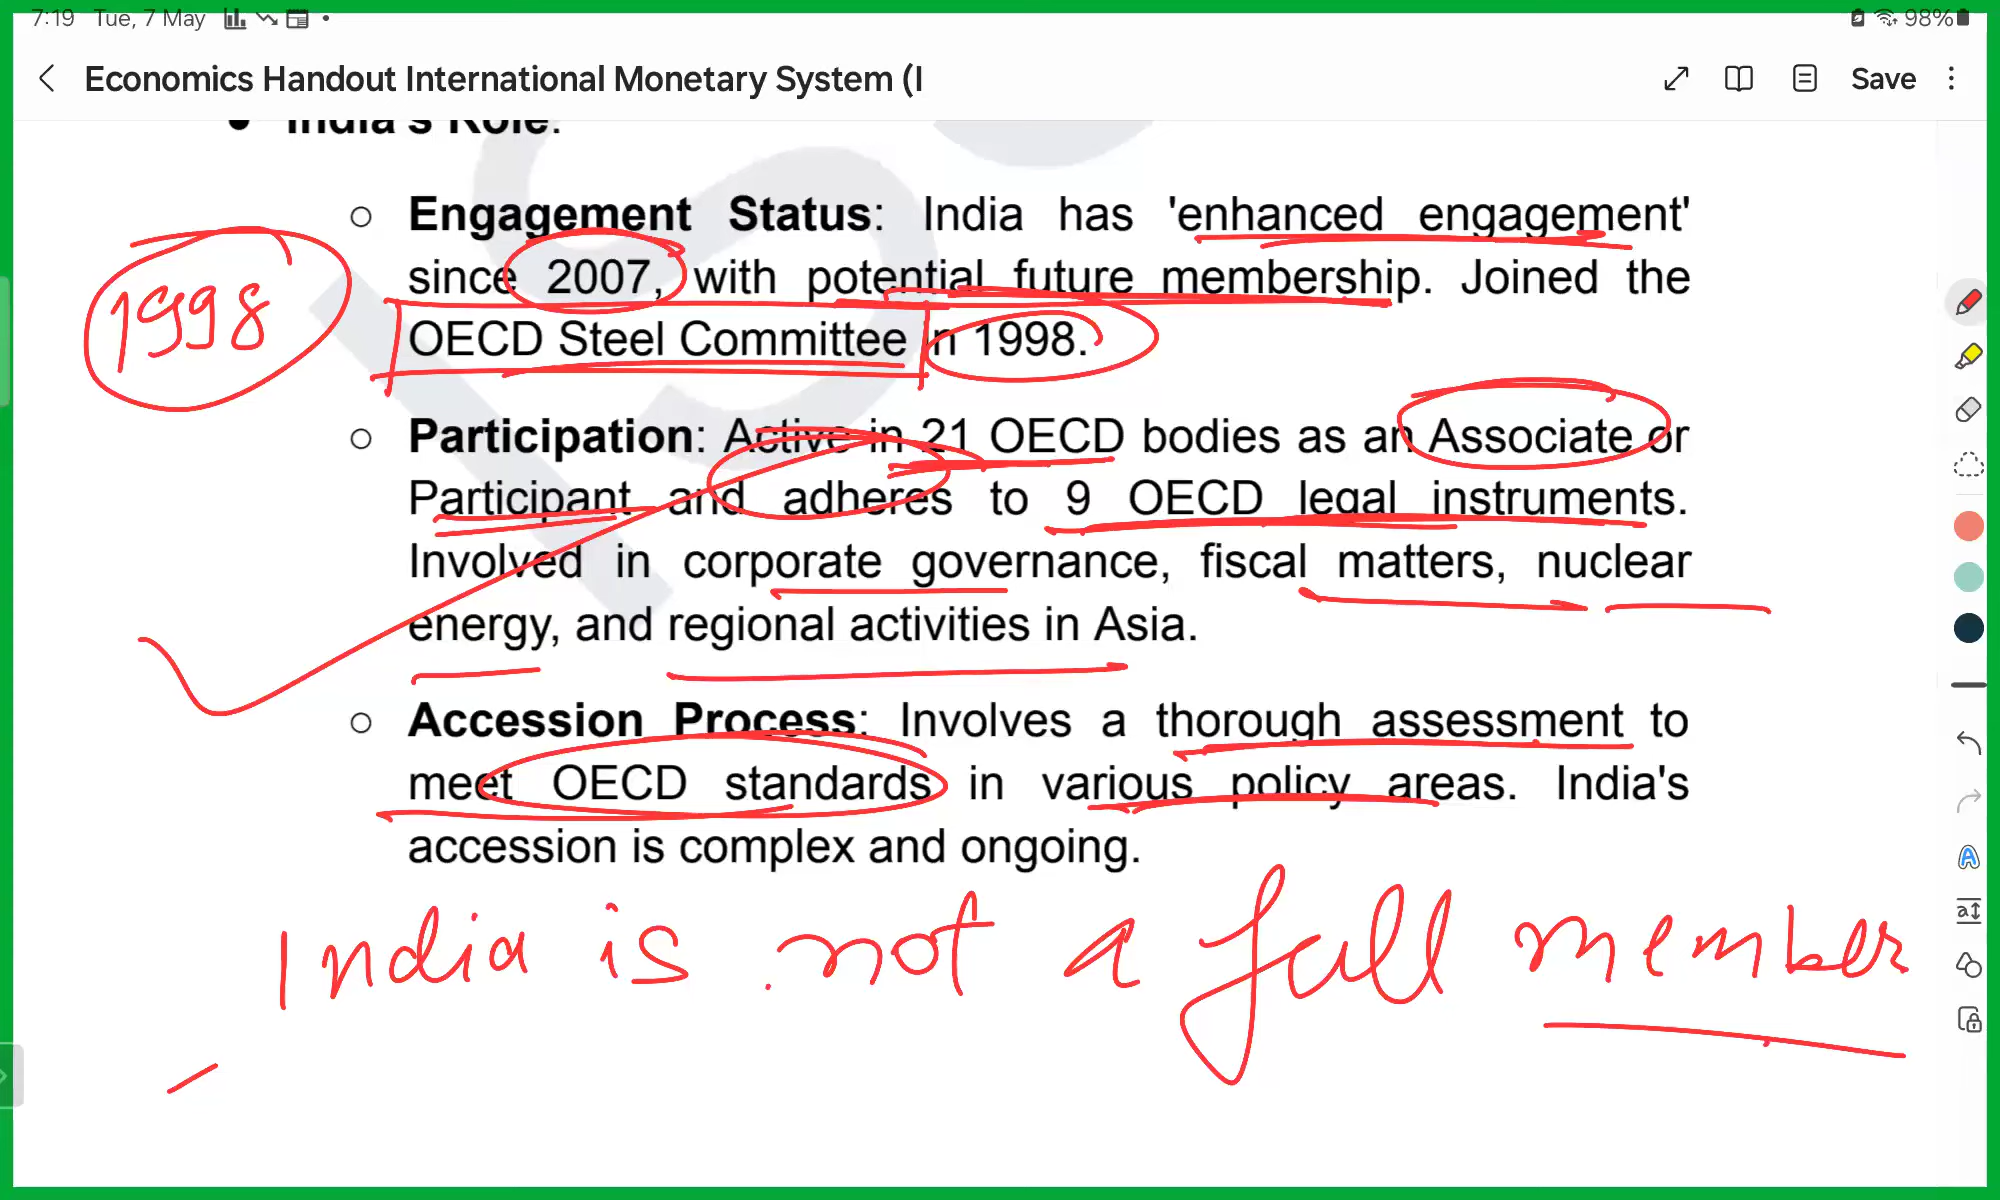 7:19 Tue, 7 May 98%
Economics Handout International Monetary System (I
Save
India's Role:
Engagement Status: India has 'enhanced engagement'
since 2007, with potential future membership. Joined the
OECD Steel Committee in 1998.
1998
Participation: Active in 21 OECD bodies as an Associate or
Participant and adheres to 9 OECD legal instruments.
Involved in corporate governance, fiscal matters, nuclear
energy, and regional activities in Asia.
Accession Process: Involves a thorough assessment to
meet OECD standards in various policy areas. India's
accession is complex and ongoing.
India is not a full member